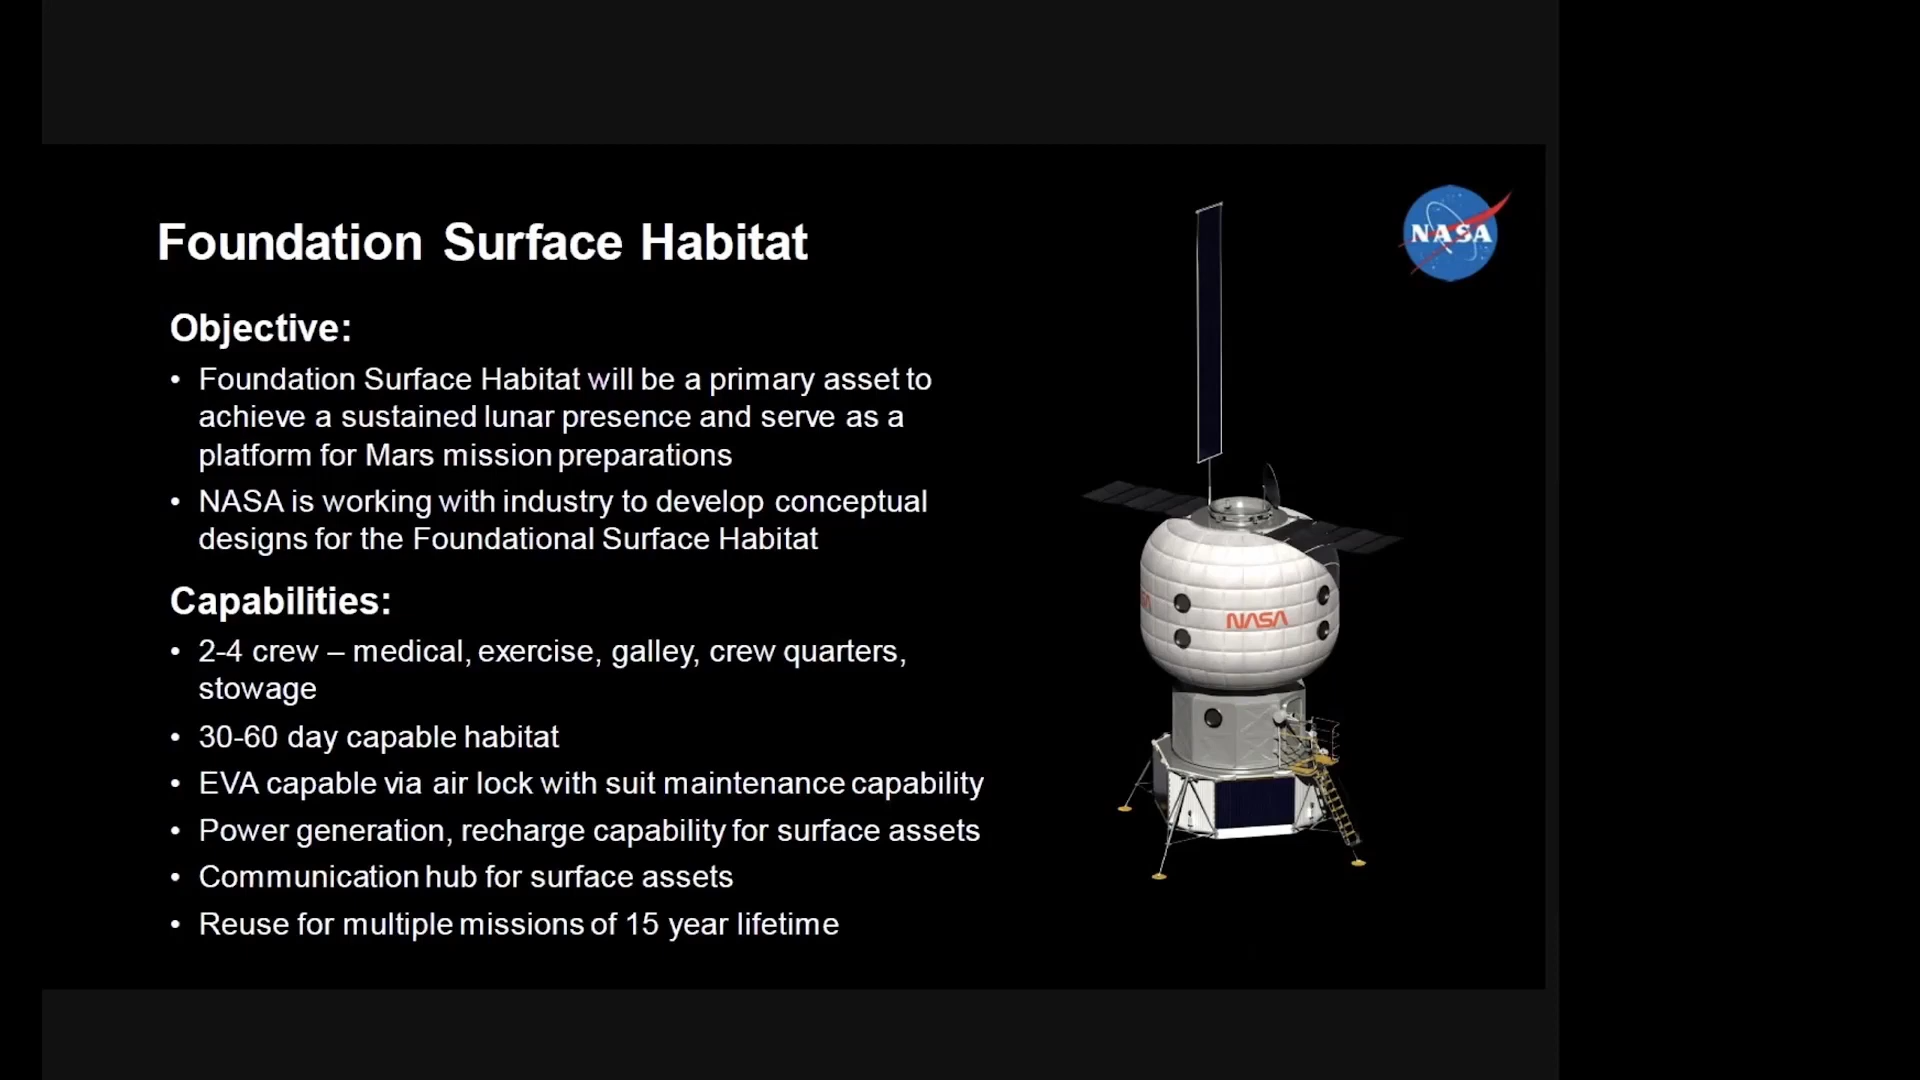 Foundation Surface Habitat
NASA
Objective:
• Foundation Surface Habitat will be a primary asset to
achieve a sustained lunar presence and serve as a
platform for Mars mission preparations
• NASA is working with industry to develop conceptual
designs for the Foundational Surface Habitat
Capabilities:
• 2-4 crew – medical, exercise, galley, crew quarters,
stowage
• 30-60 day capable habitat
• EVA capable via air lock with suit maintenance capability
• Power generation, recharge capability for surface assets
• Communication hub for surface assets
• Reuse for multiple missions of 15 year lifetime
NASA